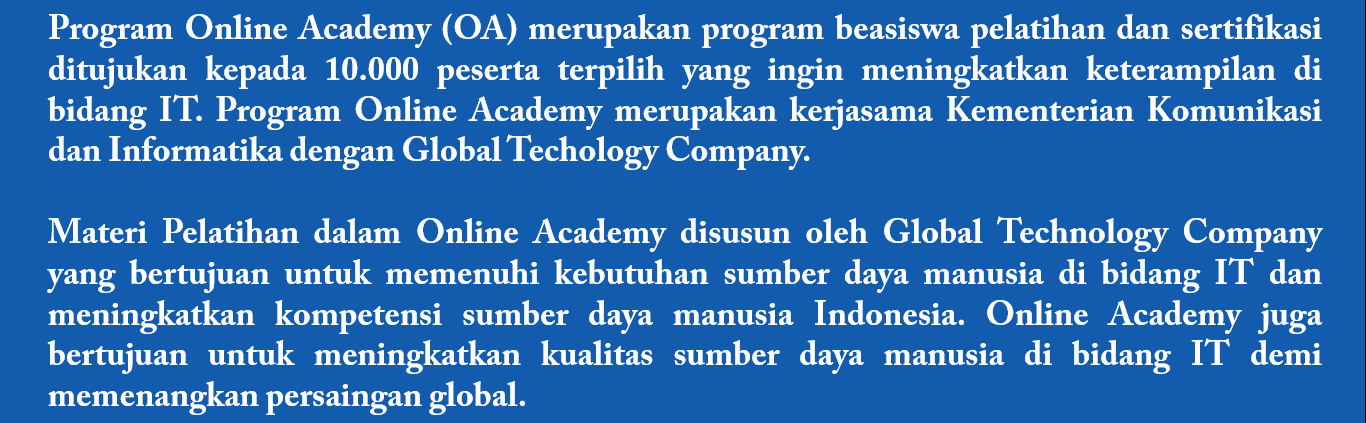 Program Online Academy (OA) merupakan program beasiswa pelatihan dan sertifikasi
ditujukan kepada 10.000 peserta terpilih yang ingin meningkatkan keterampilan di
bidang IT. Program Online Academy merupakan kerjasama Kementerian Komunikasi
dan Informatika dengan Global Techology Company.
Materi Pelatihan dalam Online Academy disusun oleh Global Technology Company
yang bertujuan untuk memenuhi kebutuhan sumber daya manusia di bidang IT dan
meningkatkan kompetensi sumber daya manusia Indonesia. Online Academy juga
bertujuan untuk meningkatkan kualitas sumber daya manusia di bidang IT demi
memenangkan persaingan global.